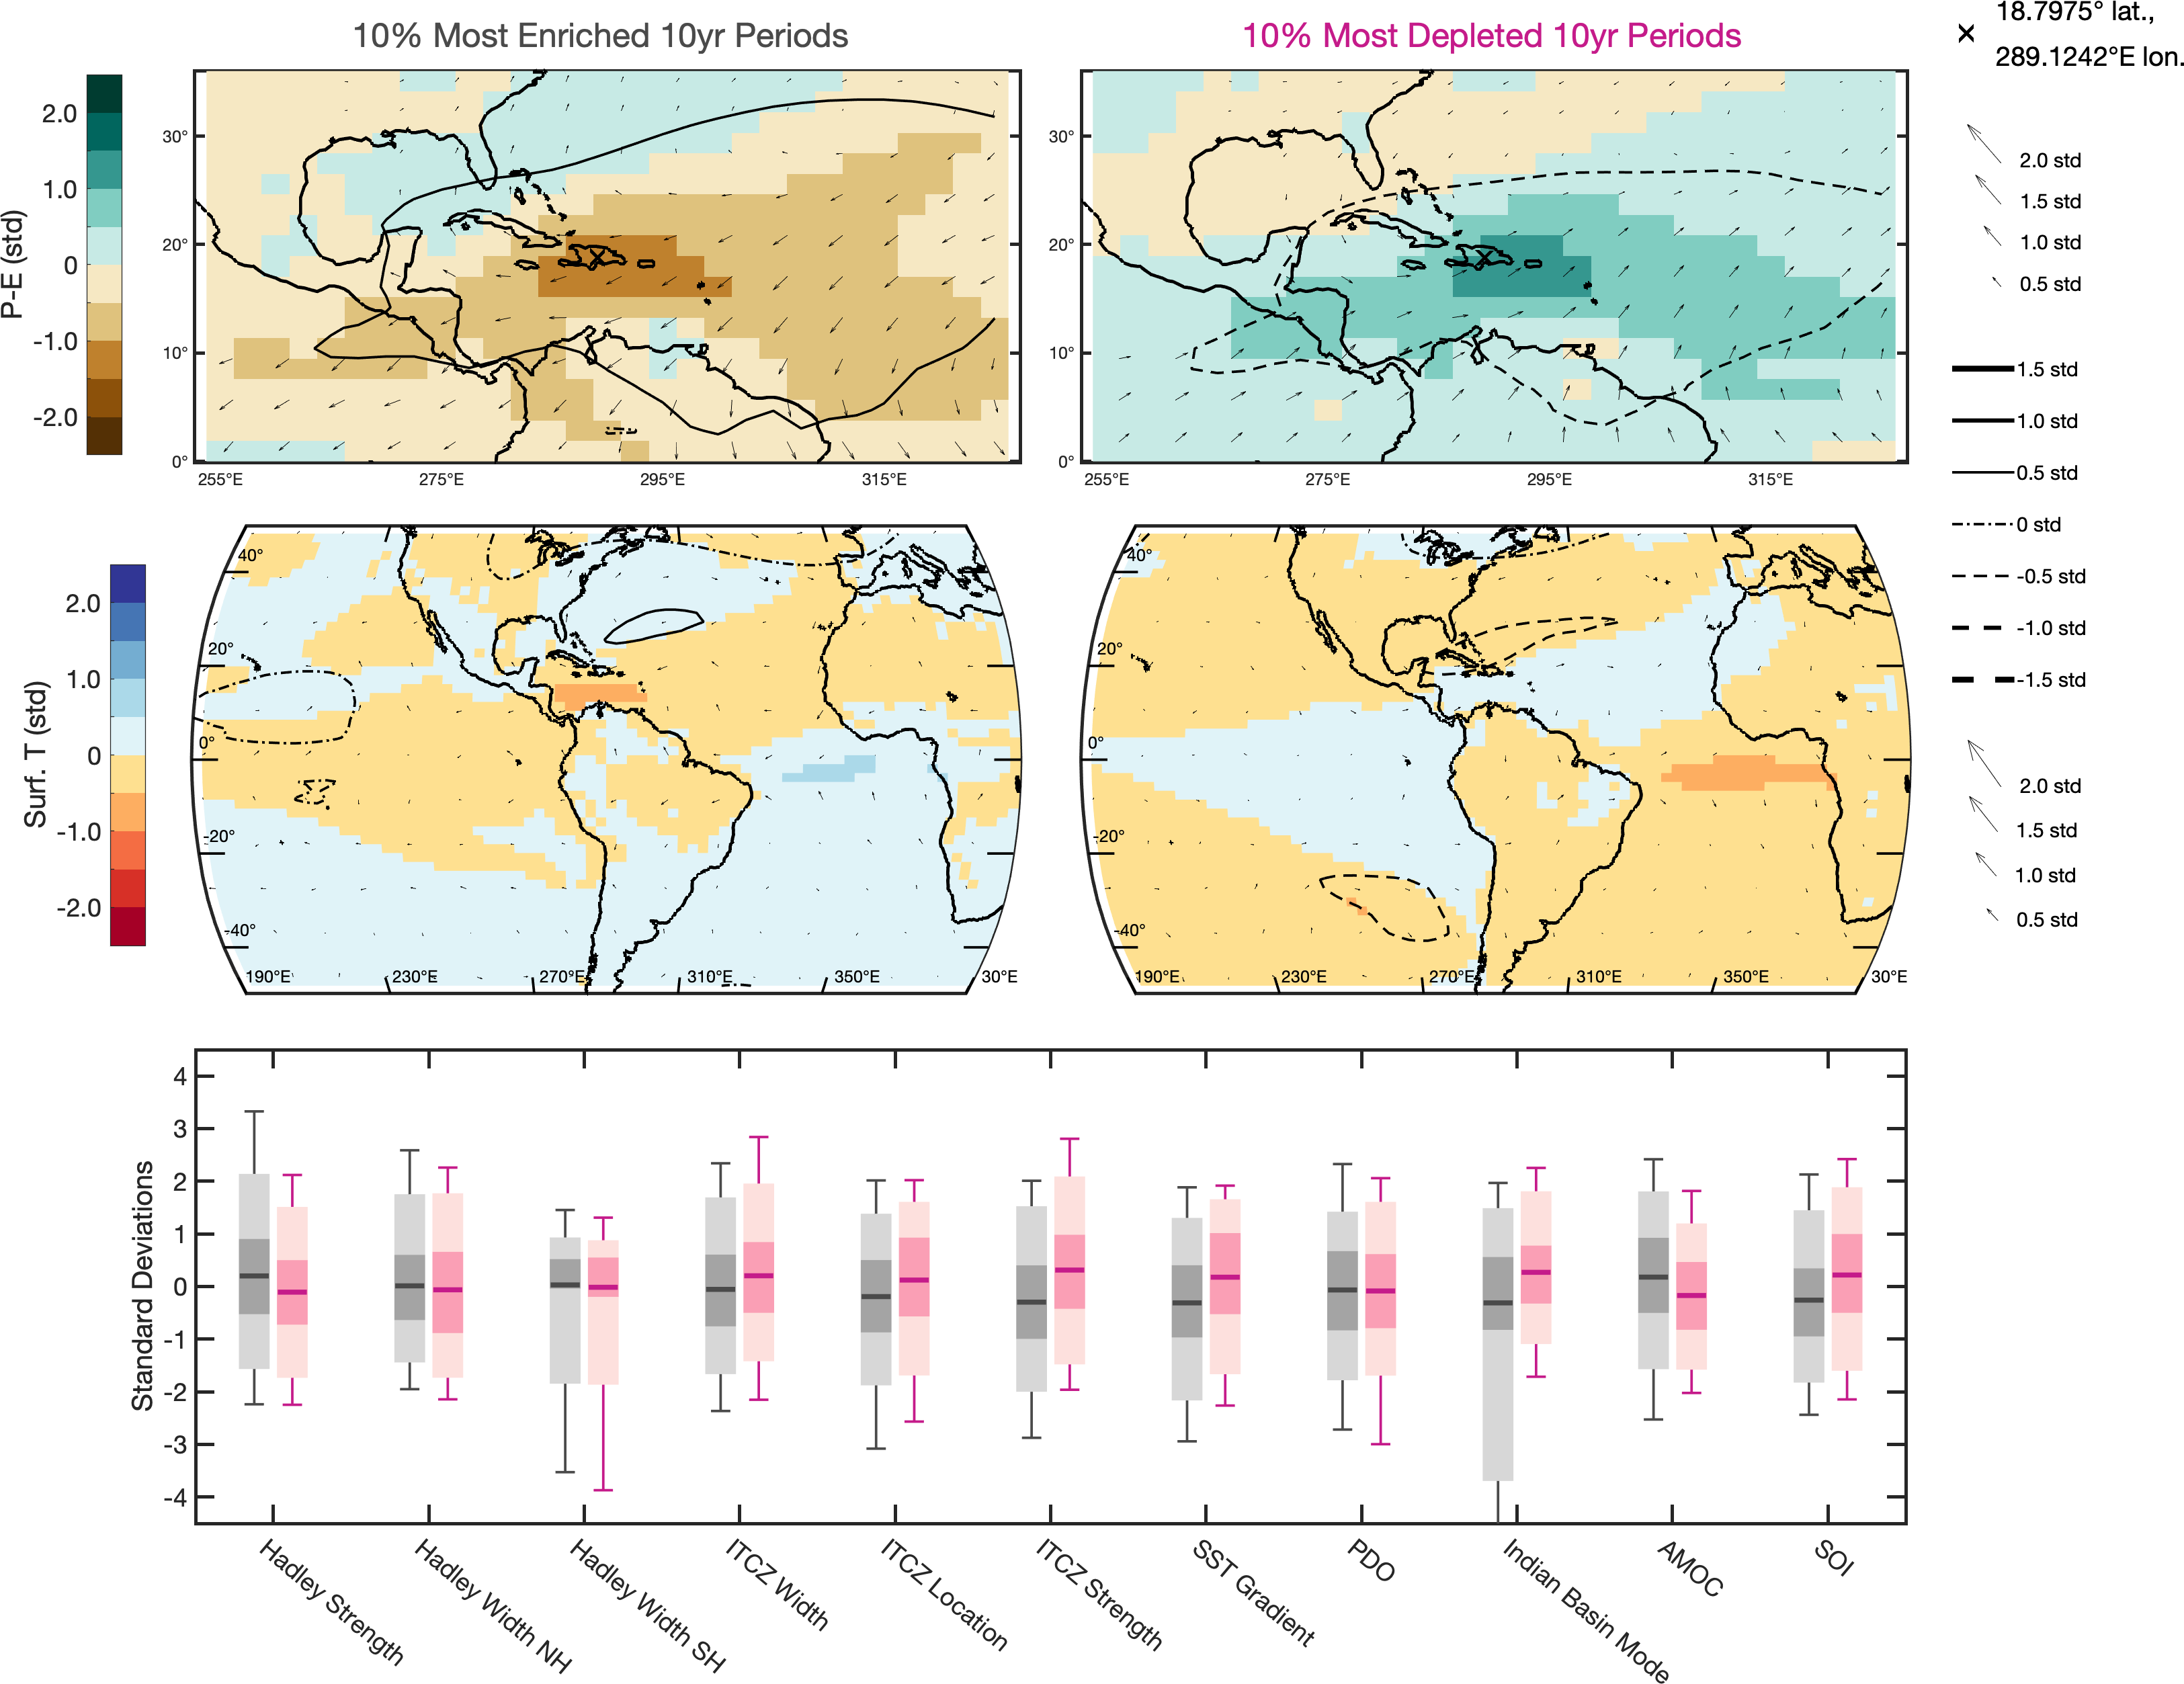 10% Most Enriched 10yr Periods
10% Most Depleted 10yr Periods
18.7975° lat.,
289.1242°E lon.
P-E (std)
2.0
1.0
0
-1.0
-2.0
30°
20°
10°
0°
255°E
275°E
295°E
315°E
30°
20°
10°
0°
255°E
275°E
295°E
315°E
2.0 std
1.5 std
1.0 std
0.5 std
1.5 std
1.0 std
0.5 std
0 std
-0.5 std
-1.0 std
-1.5 std
Surf. T (std)
2.0
1.0
0
-1.0
-2.0
40°
20°
0°
-20°
-40°
190°E
230°E
270°E
310°E
350°E
30°E
40°
20°
0°
-20°
-40°
190°E
230°E
270°E
310°E
350°E
30°E
2.0 std
1.5 std
1.0 std
0.5 std
Standard Deviations
4
3
2
1
0
-1
-2
-3
-4
Hadley Strength
Hadley Width NH
Hadley Width SH
ITCZ Width
ITCZ Location
ITCZ Strength
SST Gradient
PDO
Indian Basin Mode
AMOC
SOI